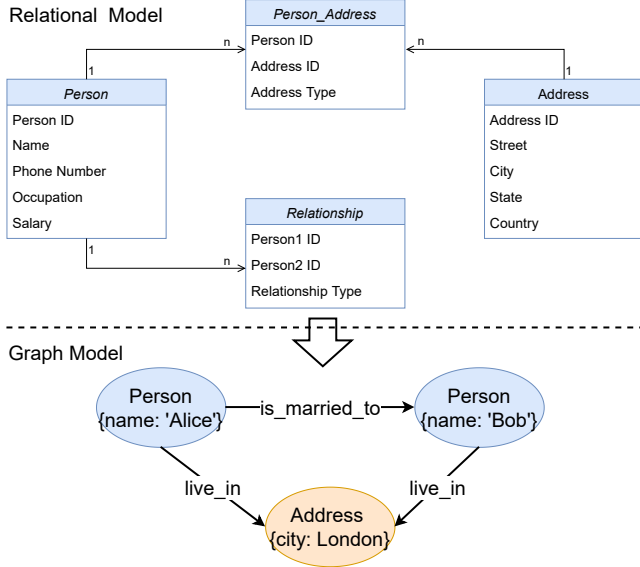 Relational Model
Person_Address
Person ID
Address ID
Address Type
n
n
1
1
Person
Person ID
Name
Phone Number
Occupation
Salary
Address
Address ID
Street
City
State
Country
1
n
Relationship
Person1 ID
Person2 ID
Relationship Type
Graph Model
Person
{name: 'Alice'}
is_married_to
Person
{name: 'Bob'}
live_in
live_in
Address
{city: London}